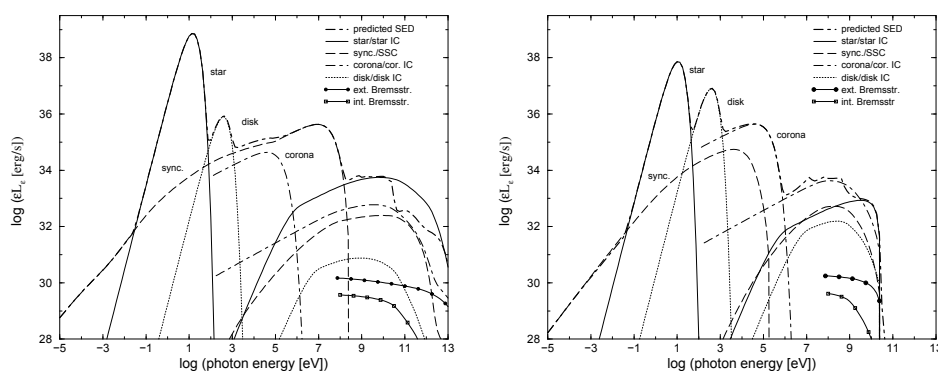 predicted SED
star/star IC
sync./SSC
corona/cor. IC
disk/disk IC
ext. Bremsstr.
int. Bremsstr.
star
disk
sync.
corona
38
36
34
32
30
28
log (εLε [erg/s])
−5 −3 −1 1 3 5 7 9 11 13
log (photon energy [eV])
predicted SED
star/star IC
sync./SSC
corona/cor. IC
disk/disk IC
ext. Bremsstr.
int. Bremsstr.
star
disk
sync.
corona
38
36
34
32
30
28
log (εLε [erg/s])
−5 −3 −1 1 3 5 7 9 11 13
log (photon energy [eV])